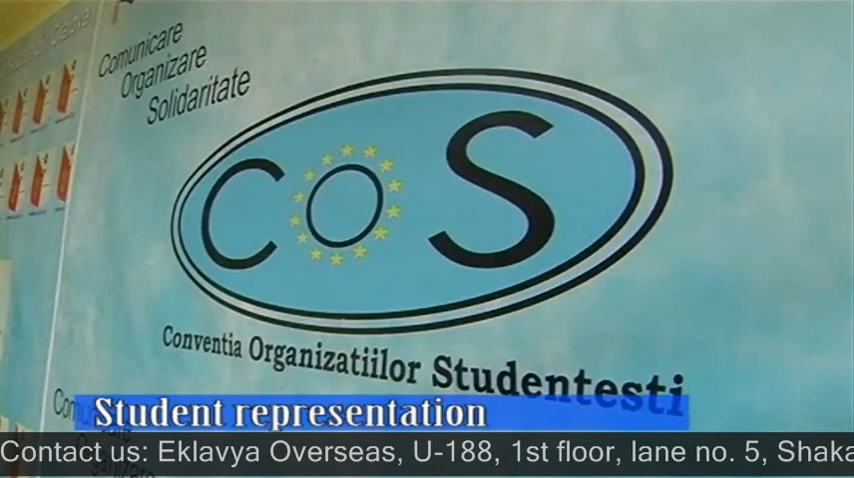 Comunicare
Organizare
Solidaritate
COS
Conventia Organizatiilor Studentesti
Student representation
Contact us: Eklavya Overseas, U-188, 1st floor, lane no. 5, Shaka